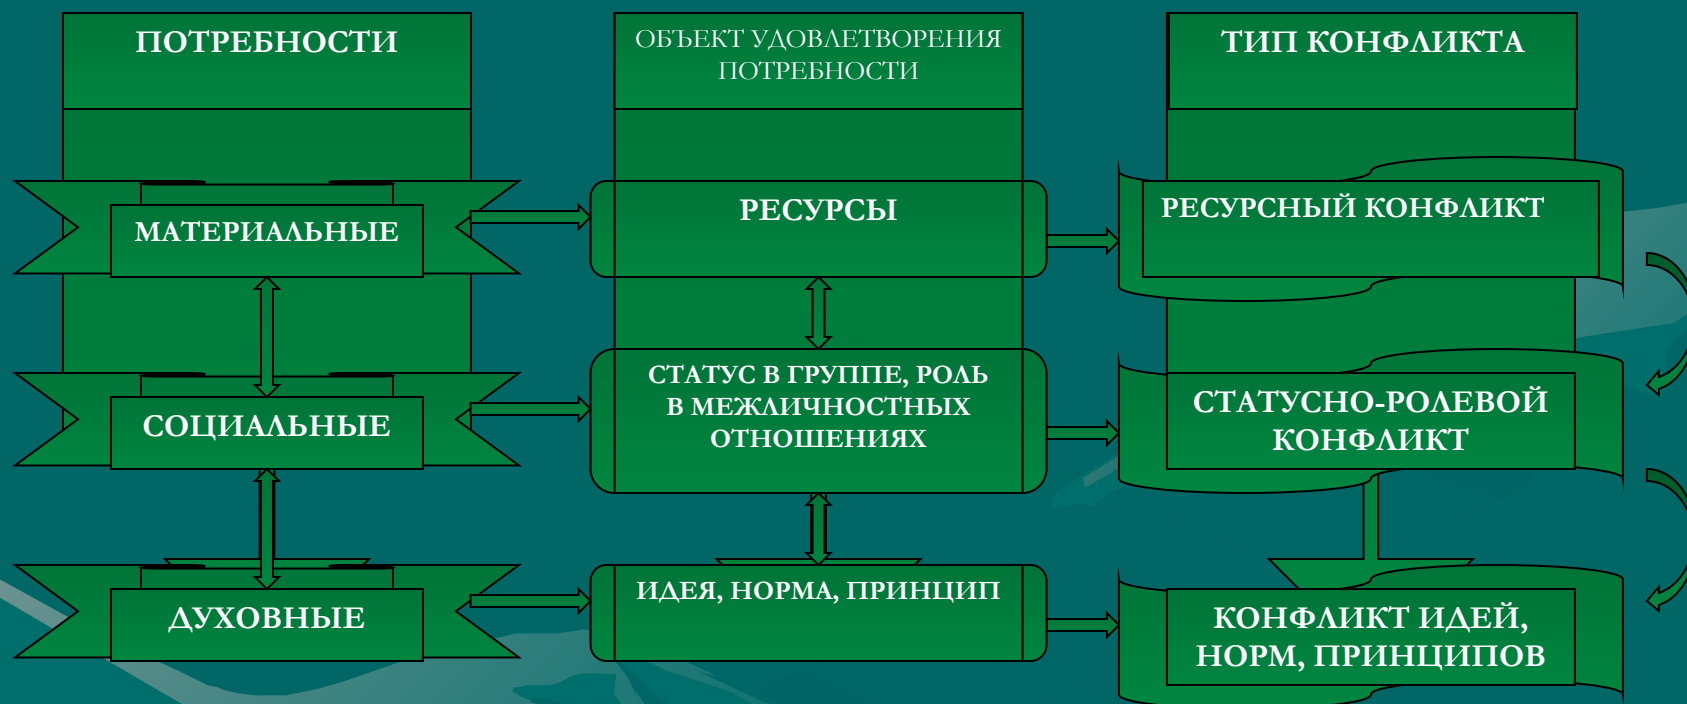 ПОТРЕБНОСТИ
ОБЪЕКТ УДОВЛЕТВОРЕНИЯ
ПОТРЕБНОСТИ
ТИП КОНФЛИКТА
МАТЕРИАЛЬНЫЕ
РЕСУРСЫ
РЕСУРСНЫЙ КОНФЛИКТ
СОЦИАЛЬНЫЕ
СТАТУС В ГРУППЕ, РОЛЬ
В МЕЖЛИЧНОСТНЫХ
ОТНОШЕНИЯХ
СТАТУСНО-РОЛЕВОЙ
КОНФЛИКТ
ДУХОВНЫЕ
ИДЕЯ, НОРМА, ПРИНЦИП
КОНФЛИКТ ИДЕЙ,
НОРМ, ПРИНЦИПОВ